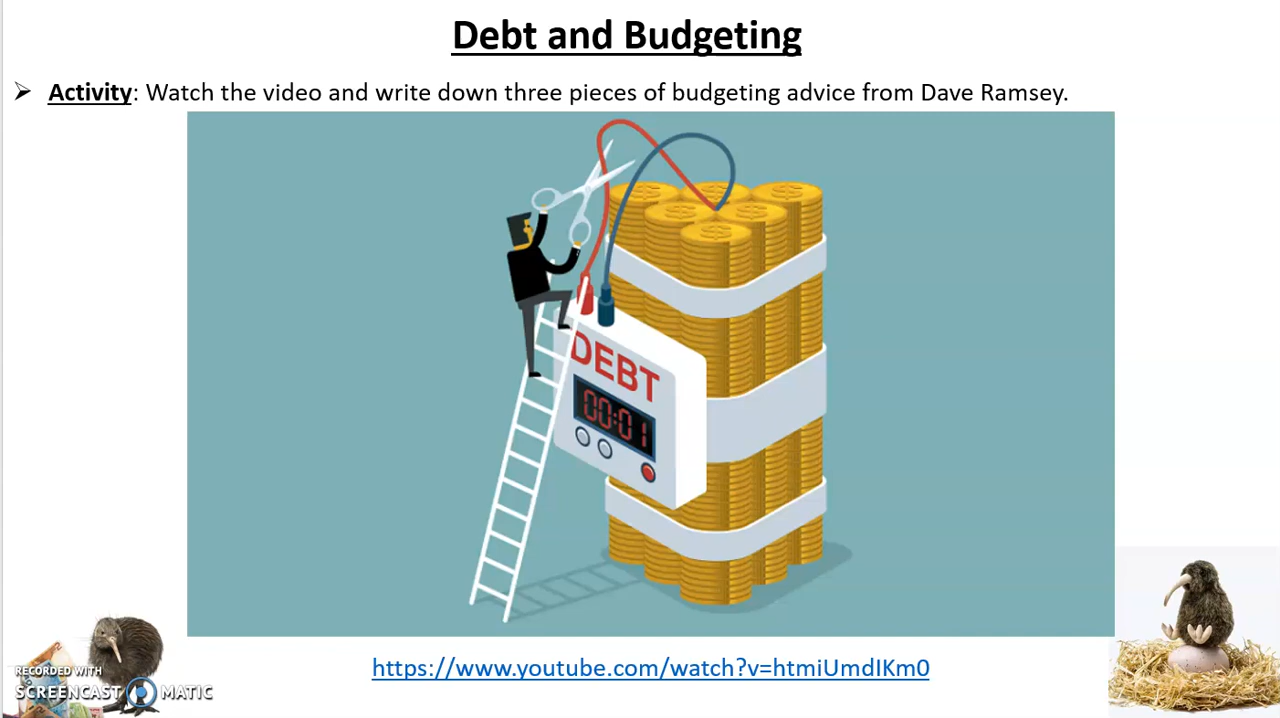 Debt and Budgeting
➢ Activity: Watch the video and write down three pieces of budgeting advice from Dave Ramsey.
DEBT
00:01
https://www.youtube.com/watch?v=htmiUmdIKm0
RECORDED WITH
SCREENCAST MATIC